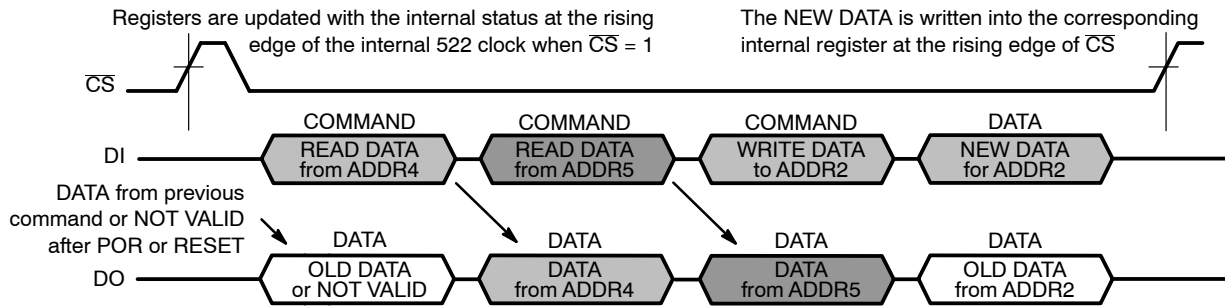 Registers are updated with the internal status at the rising
edge of the internal 522 clock when C̅S̅ = 1
The NEW DATA is written into the corresponding
internal register at the rising edge of C̅S̅
C̅S̅
COMMAND
COMMAND
COMMAND
DATA
DI
READ DATA
from ADDR4
READ DATA
from ADDR5
WRITE DATA
to ADDR2
NEW DATA
for ADDR2
DATA from previous
command or NOT VALID
after POR or RESET
DATA
DATA
DATA
DATA
DO
OLD DATA
or NOT VALID
DATA
from ADDR4
DATA
from ADDR5
OLD DATA
from ADDR2